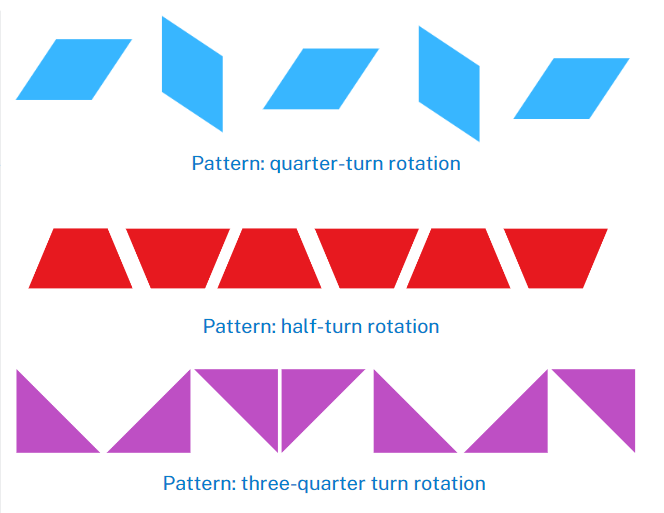 Pattern: quarter-turn rotation
Pattern: half-turn rotation
Pattern: three-quarter turn rotation